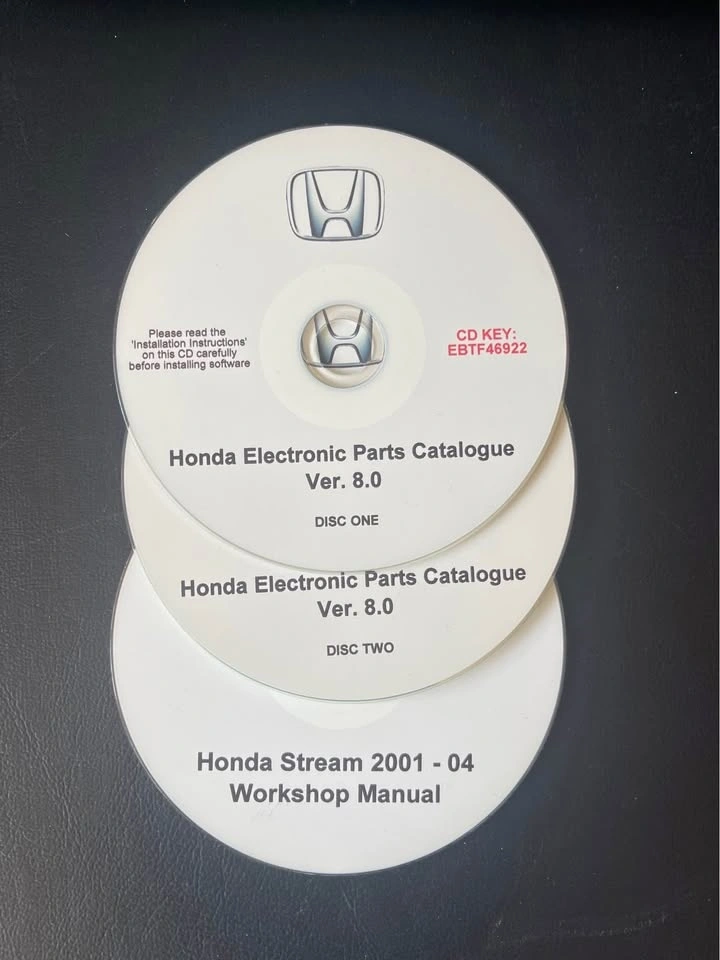 Please read the
'Installation Instructions'
on this CD carefully
before installing software
CD KEY:
EBTF46922
Honda Electronic Parts Catalogue
Ver. 8.0
DISC ONE
Honda Electronic Parts Catalogue
Ver. 8.0
DISC TWO
Honda Stream 2001 - 04
Workshop Manual